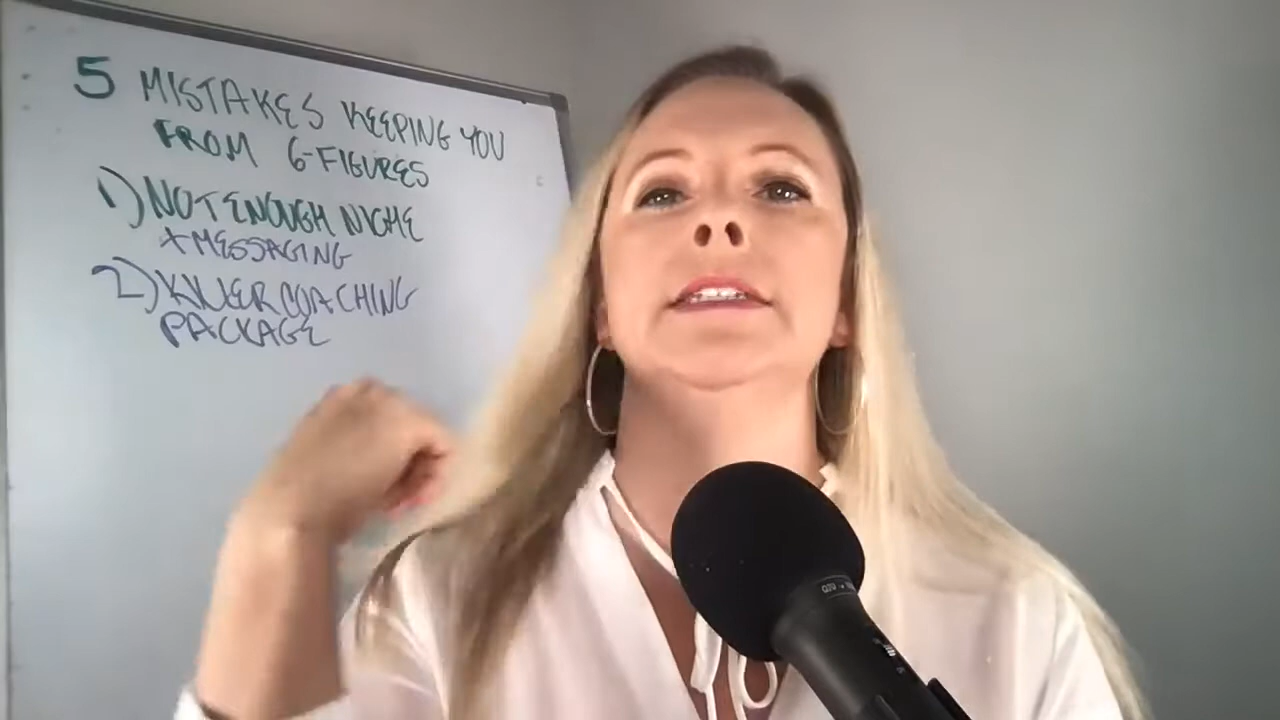 5 MISTAKES KEEPING YOU
FROM 6-FIGURES
1) NOT ENOUGH NICHE
+ MESSAGING
2) KILLER COACHING
PACKAGE